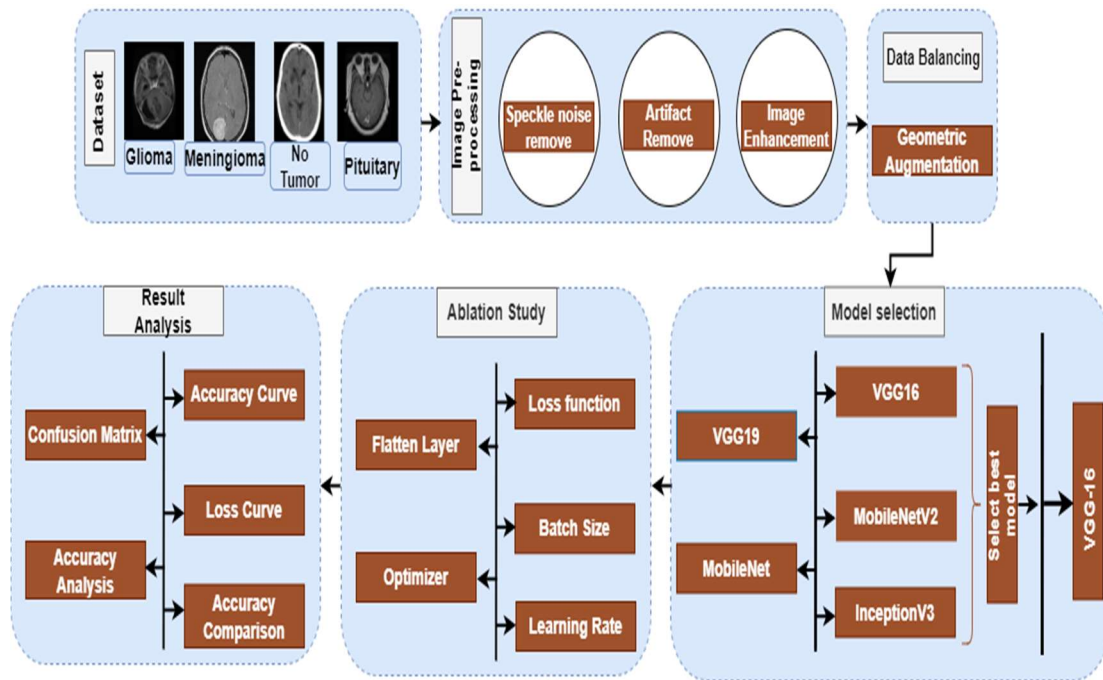 Dataset
Glioma
Meningioma
No
Tumor
Pituitary
Image Pre-
processing
Speckle noise
remove
Artifact
Remove
Image
Enhancement
Data Balancing
Geometric
Augmentation
Result
Analysis
Accuracy Curve
Confusion Matrix
Loss Curve
Accuracy
Analysis
Accuracy
Comparison
Ablation Study
Loss function
Flatten Layer
Batch Size
Optimizer
Learning Rate
Model selection
VGG16
VGG19
MobileNetV2
MobileNet
InceptionV3
Select best
model
VGG-16